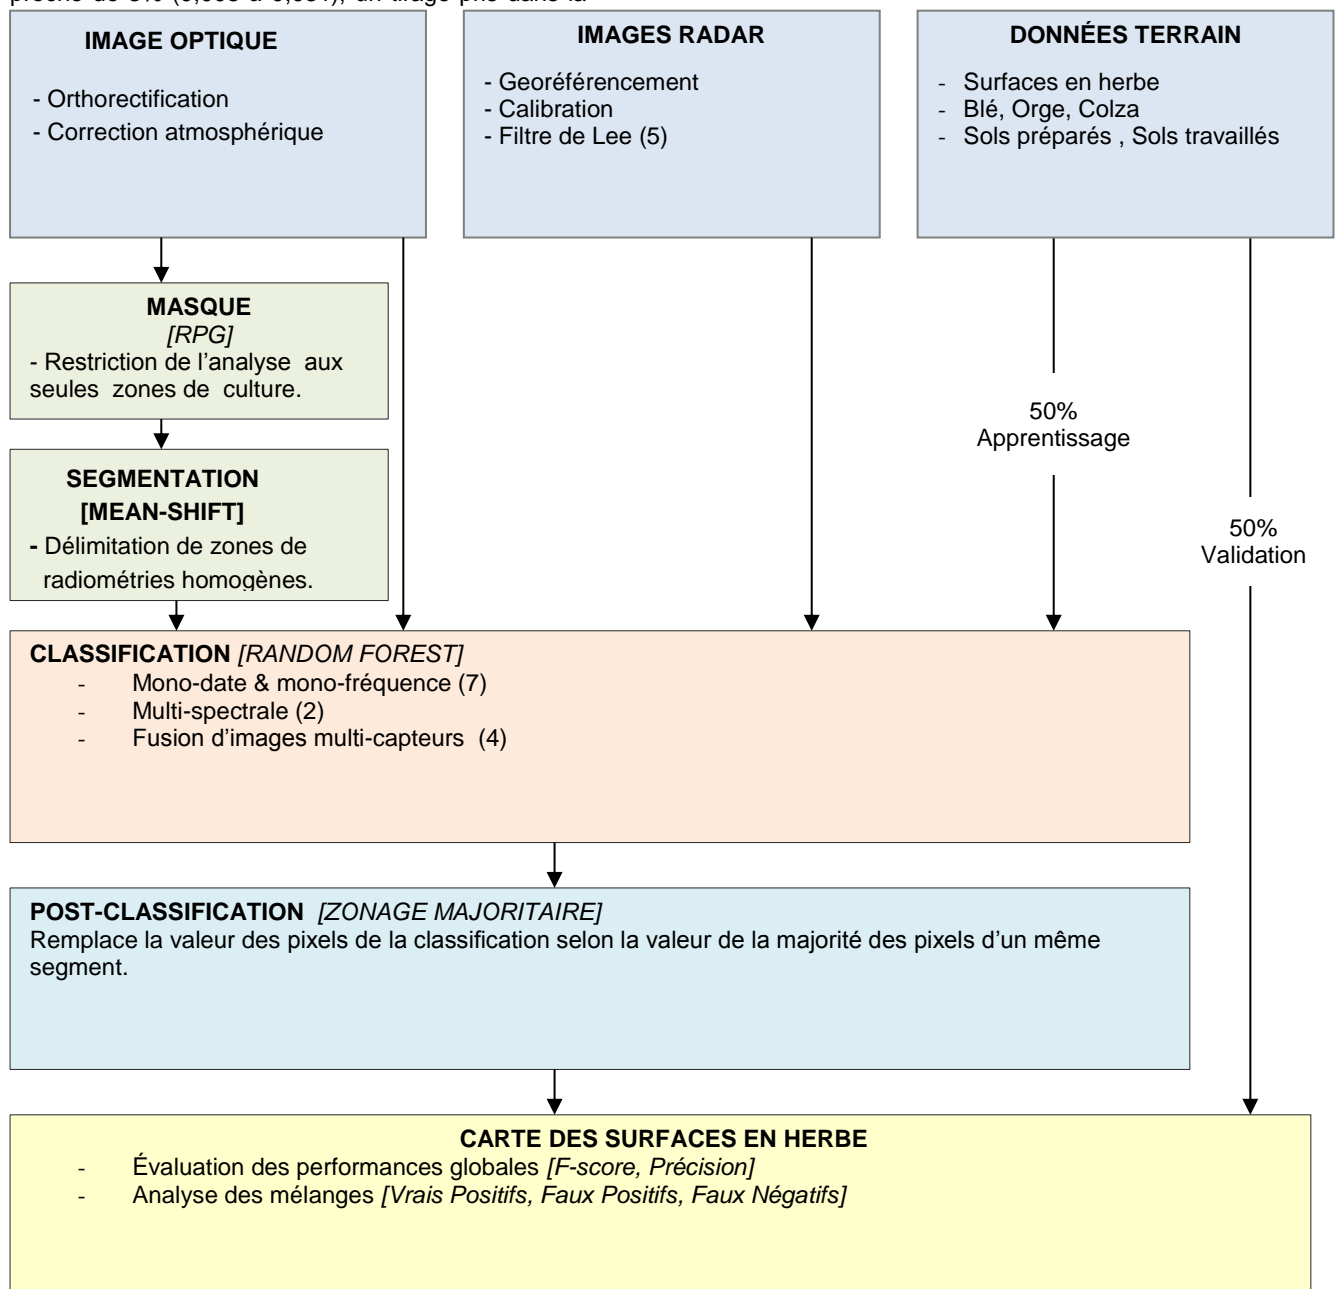 IMAGE OPTIQUE
- Orthorectification
- Correction atmosphérique
IMAGES RADAR
- Georéférencement
- Calibration
- Filtre de Lee (5)
DONNÉES TERRAIN
- Surfaces en herbe
- Blé, Orge, Colza
- Sols préparés , Sols travaillés
MASQUE
[RPG]
- Restriction de l'analyse aux
seules zones de culture.
50%
Apprentissage
SEGMENTATION
[MEAN-SHIFT]
- Délimitation de zones de
radiométries homogènes.
50%
Validation
CLASSIFICATION [RANDOM FOREST]
- Mono-date & mono-fréquence (7)
- Multi-spectrale (2)
- Fusion d'images multi-capteurs (4)
POST-CLASSIFICATION [ZONAGE MAJORITAIRE]
Remplace la valeur des pixels de la classification selon la valeur de la majorité des pixels d'un même
segment.
CARTE DES SURFACES EN HERBE
- Évaluation des performances globales [F-score, Précision]
- Analyse des mélanges [Vrais Positifs, Faux Positifs, Faux Négatifs]